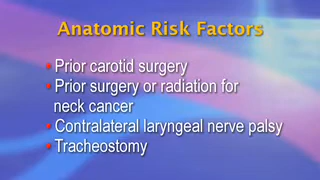 Anatomic Risk Factors
• Prior carotid surgery
• Prior surgery or radiation for
neck cancer
• Contralateral laryngeal nerve palsy
• Tracheostomy